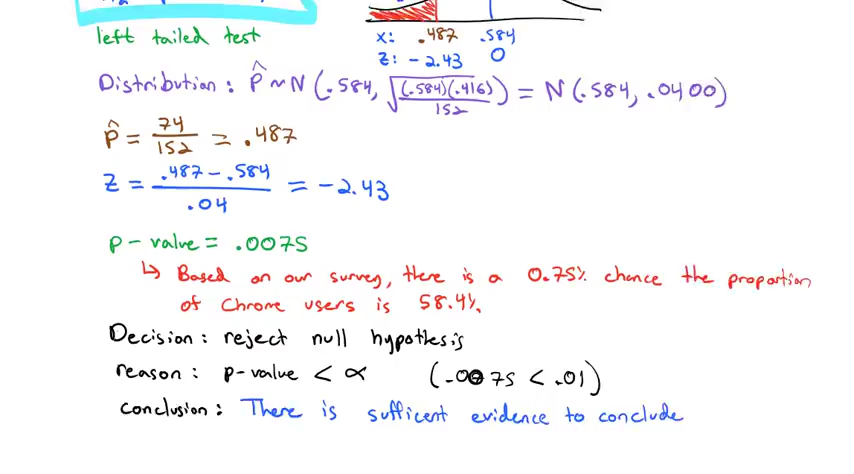 left tailed test
x: .487 .584
z: -2.43 0
Distribution: P̂ ~ N (.584, √((.584)(.416)/152)) = N (.584, .0400)
P̂ = 74/152 = .487
Z = (.487 - .584)/.04 = -2.43
p-value = .0075
↳ Based on our survey, there is a 0.75% chance the proportion
of Chrome users is 58.4%.
Decision: reject null hypothesis
reason: p-value < α (.0075 < .01)
conclusion: There is sufficent evidence to conclude